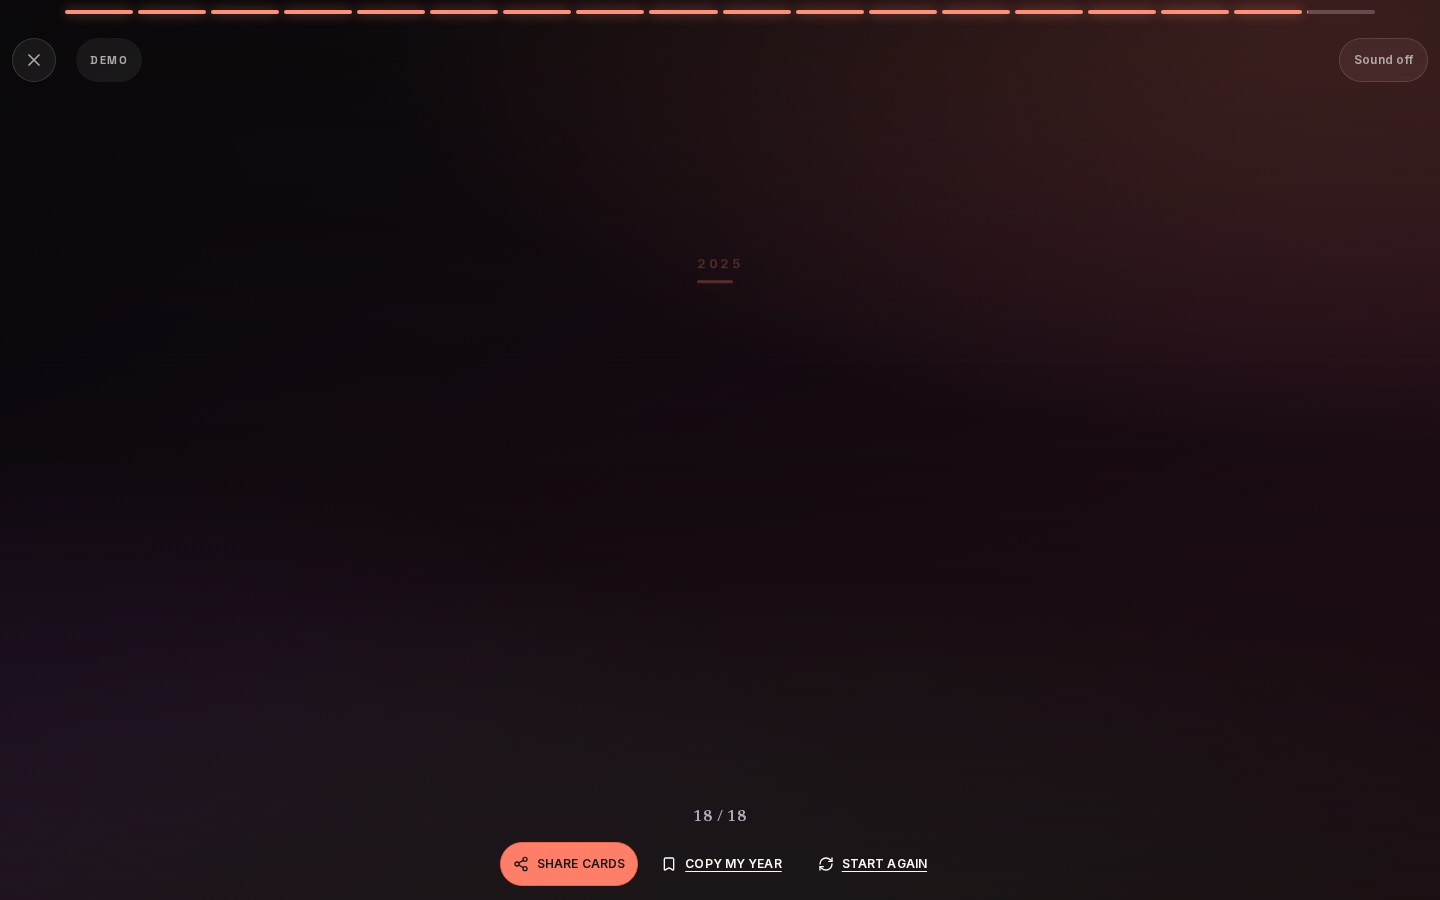 DEMO
Sound off
2025
18 / 18
SHARE CARDS
COPY MY YEAR
START AGAIN